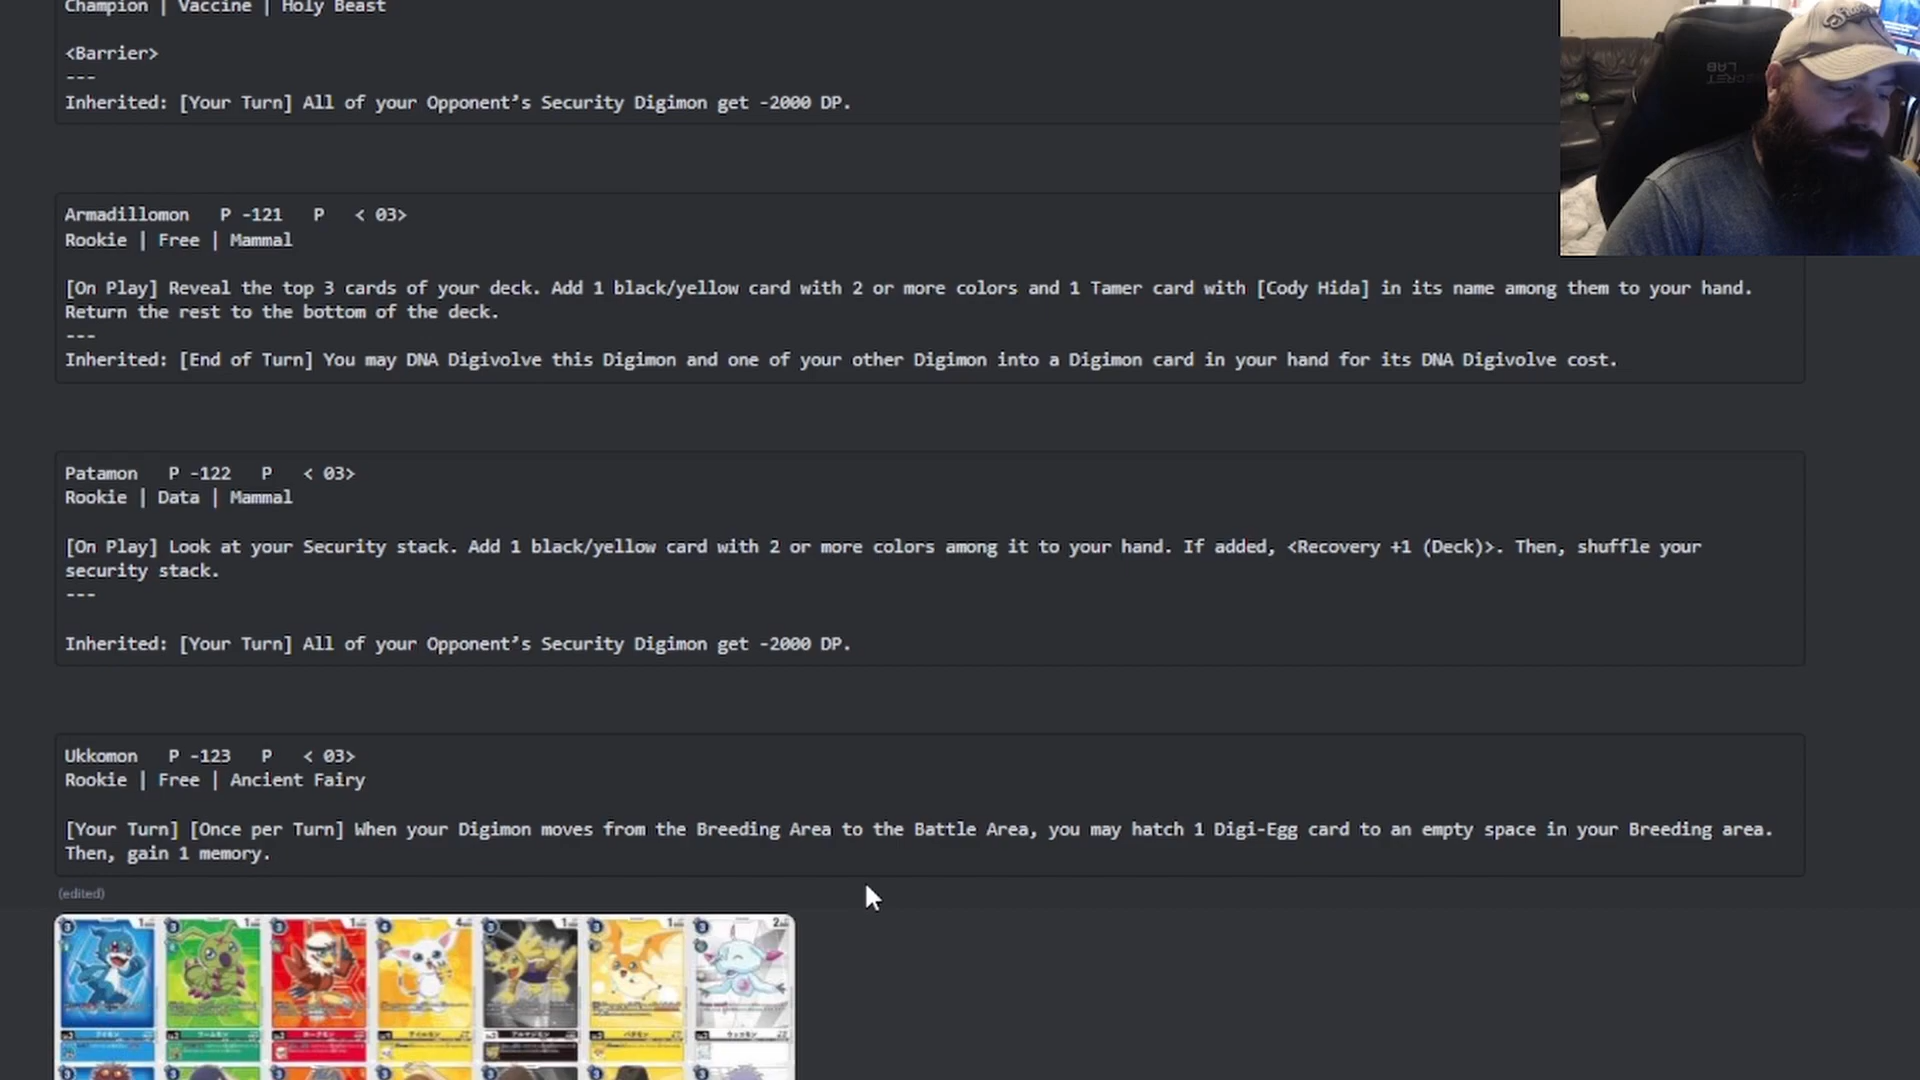 Champion | Vaccine | Holy Beast
<Barrier>
---
Inherited: [Your Turn] All of your Opponent’s Security Digimon get -2000 DP.
Armadillomon P -121 P < 03>
Rookie | Free | Mammal
[On Play] Reveal the top 3 cards of your deck. Add 1 black/yellow card with 2 or more colors and 1 Tamer card with [Cody Hida] in its name among them to your hand.
Return the rest to the bottom of the deck.
---
Inherited: [End of Turn] You may DNA Digivolve this Digimon and one of your other Digimon into a Digimon card in your hand for its DNA Digivolve cost.
Patamon P -122 P < 03>
Rookie | Data | Mammal
[On Play] Look at your Security stack. Add 1 black/yellow card with 2 or more colors among it to your hand. If added, <Recovery +1 (Deck)>. Then, shuffle your
security stack.
---
Inherited: [Your Turn] All of your Opponent’s Security Digimon get -2000 DP.
Ukkomon P -123 P < 03>
Rookie | Free | Ancient Fairy
[Your Turn] [Once per Turn] When your Digimon moves from the Breeding Area to the Battle Area, you may hatch 1 Digi-Egg card to an empty space in your Breeding area.
Then, gain 1 memory.
(edited)